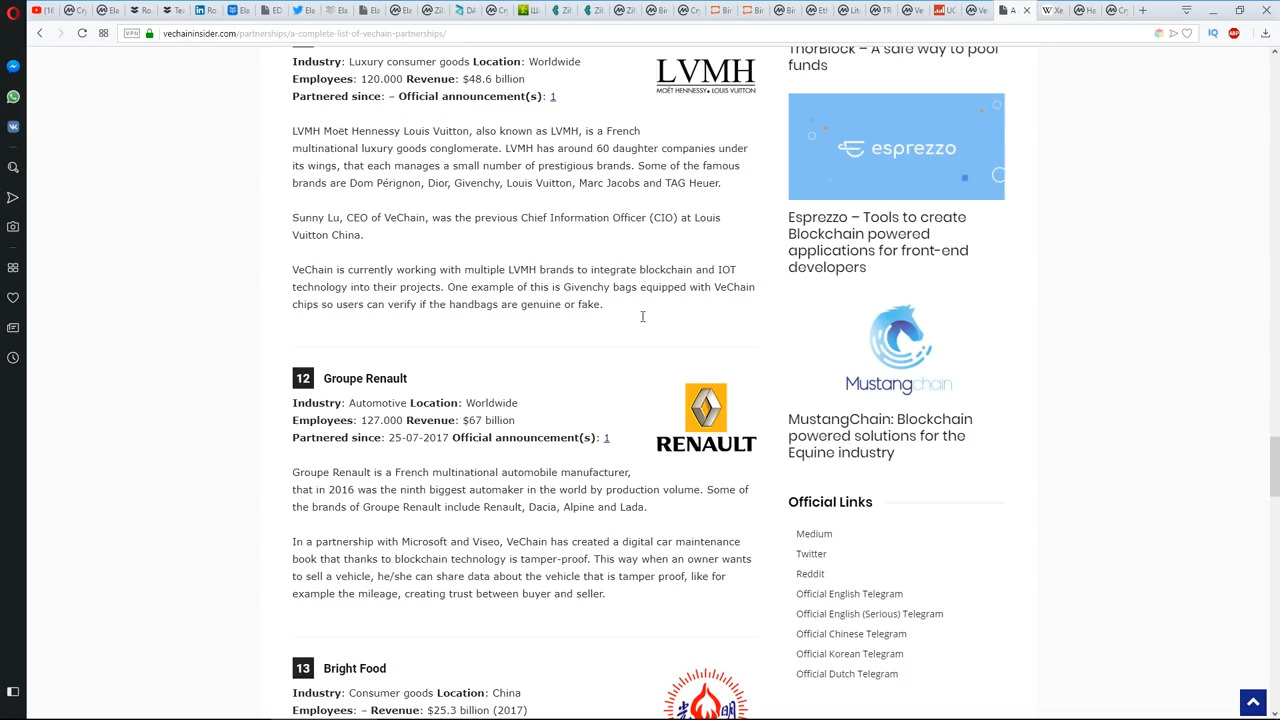 vechaininsider.com/partnerships/a-complete-list-of-vechain-partnerships/
VPN
Industry: Luxury consumer goods Location: Worldwide
Employees: 120.000 Revenue: $48.6 billion
Partnered since: – Official announcement(s): 1
LVMH
MOËT HENNESSY • LOUIS VUITTON
LVMH Moët Hennessy Louis Vuitton, also known as LVMH, is a French
multinational luxury goods conglomerate. LVMH has around 60 daughter companies under
its wings, that each manages a small number of prestigious brands. Some of the famous
brands are Dom Pérignon, Dior, Givenchy, Louis Vuitton, Marc Jacobs and TAG Heuer.
Sunny Lu, CEO of VeChain, was the previous Chief Information Officer (CIO) at Louis
Vuitton China.
VeChain is currently working with multiple LVMH brands to integrate blockchain and IOT
technology into their projects. One example of this is Givenchy bags equipped with VeChain
chips so users can verify if the handbags are genuine or fake.
12 Groupe Renault
Industry: Automotive Location: Worldwide
Employees: 127.000 Revenue: $67 billion
Partnered since: 25-07-2017 Official announcement(s): 1
RENAULT
Groupe Renault is a French multinational automobile manufacturer,
that in 2016 was the ninth biggest automaker in the world by production volume. Some of
the brands of Groupe Renault include Renault, Dacia, Alpine and Lada.
In a partnership with Microsoft and Viseo, VeChain has created a digital car maintenance
book that thanks to blockchain technology is tamper-proof. This way when an owner wants
to sell a vehicle, he/she can share data about the vehicle that is tamper proof, like for
example the mileage, creating trust between buyer and seller.
13 Bright Food
Industry: Consumer goods Location: China
Employees: – Revenue: $25.3 billion (2017)
光明
ThorBlock – A safe way to pool
funds
esprezzo
Esprezzo – Tools to create
Blockchain powered
applications for front-end
developers
Mustangchain
MustangChain: Blockchain
powered solutions for the
Equine industry
Official Links
Medium
Twitter
Reddit
Official English Telegram
Official English (Serious) Telegram
Official Chinese Telegram
Official Korean Telegram
Official Dutch Telegram